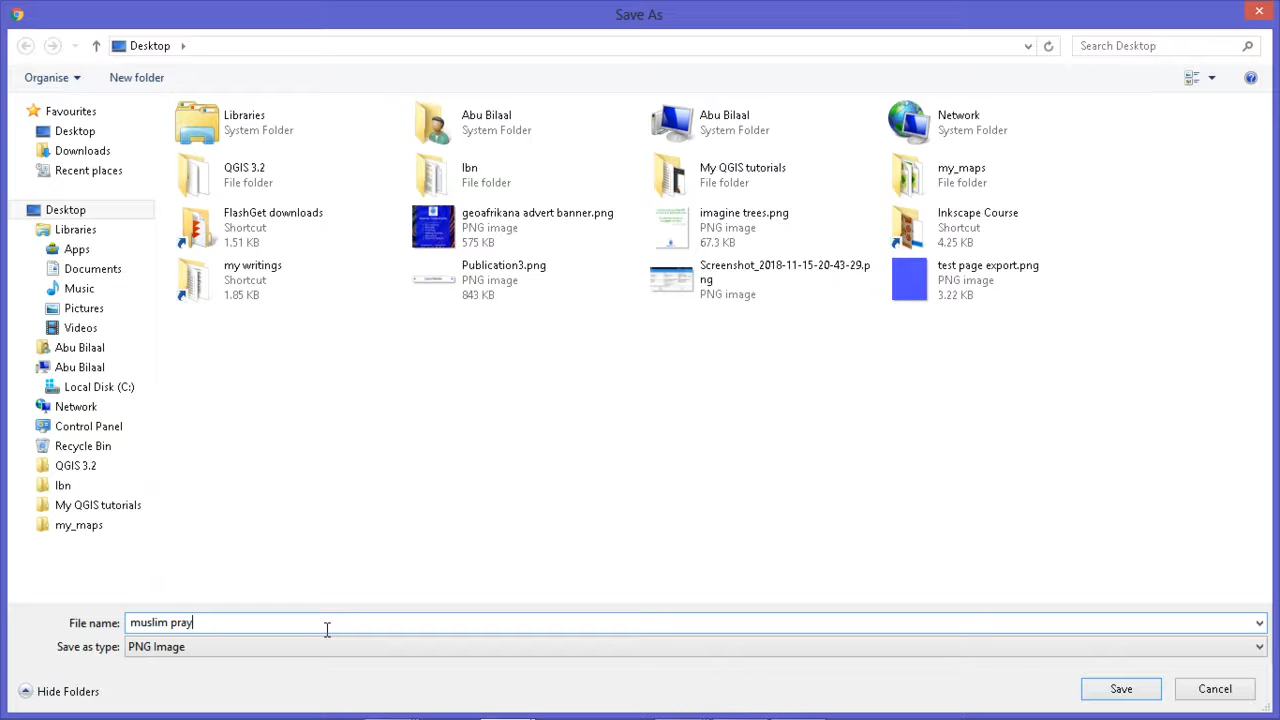 Save As
Desktop
Search Desktop
Organise
New folder
Favourites
Desktop
Downloads
Recent places
Desktop
Libraries
Apps
Documents
Music
Pictures
Videos
Abu Bilaal
Abu Bilaal
Local Disk (C:)
Network
Control Panel
Recycle Bin
QGIS 3.2
lbn
My QGIS tutorials
my_maps
Libraries
System Folder
Abu Bilaal
System Folder
Abu Bilaal
System Folder
Network
System Folder
QGIS 3.2
File folder
lbn
File folder
My QGIS tutorials
File folder
my_maps
File folder
FlashGet downloads
Shortcut
1.51 KB
geoafrikana advert banner.png
PNG image
575 KB
imagine trees.png
PNG image
67.3 KB
Inkscape Course
Shortcut
4.25 KB
my writings
Shortcut
1.85 KB
Publication3.png
PNG image
843 KB
Screenshot_2018-11-15-20-43-29.p
ng
PNG image
test page export.png
PNG image
3.22 KB
File name: muslim pray
Save as type: PNG Image
Hide Folders
Save
Cancel